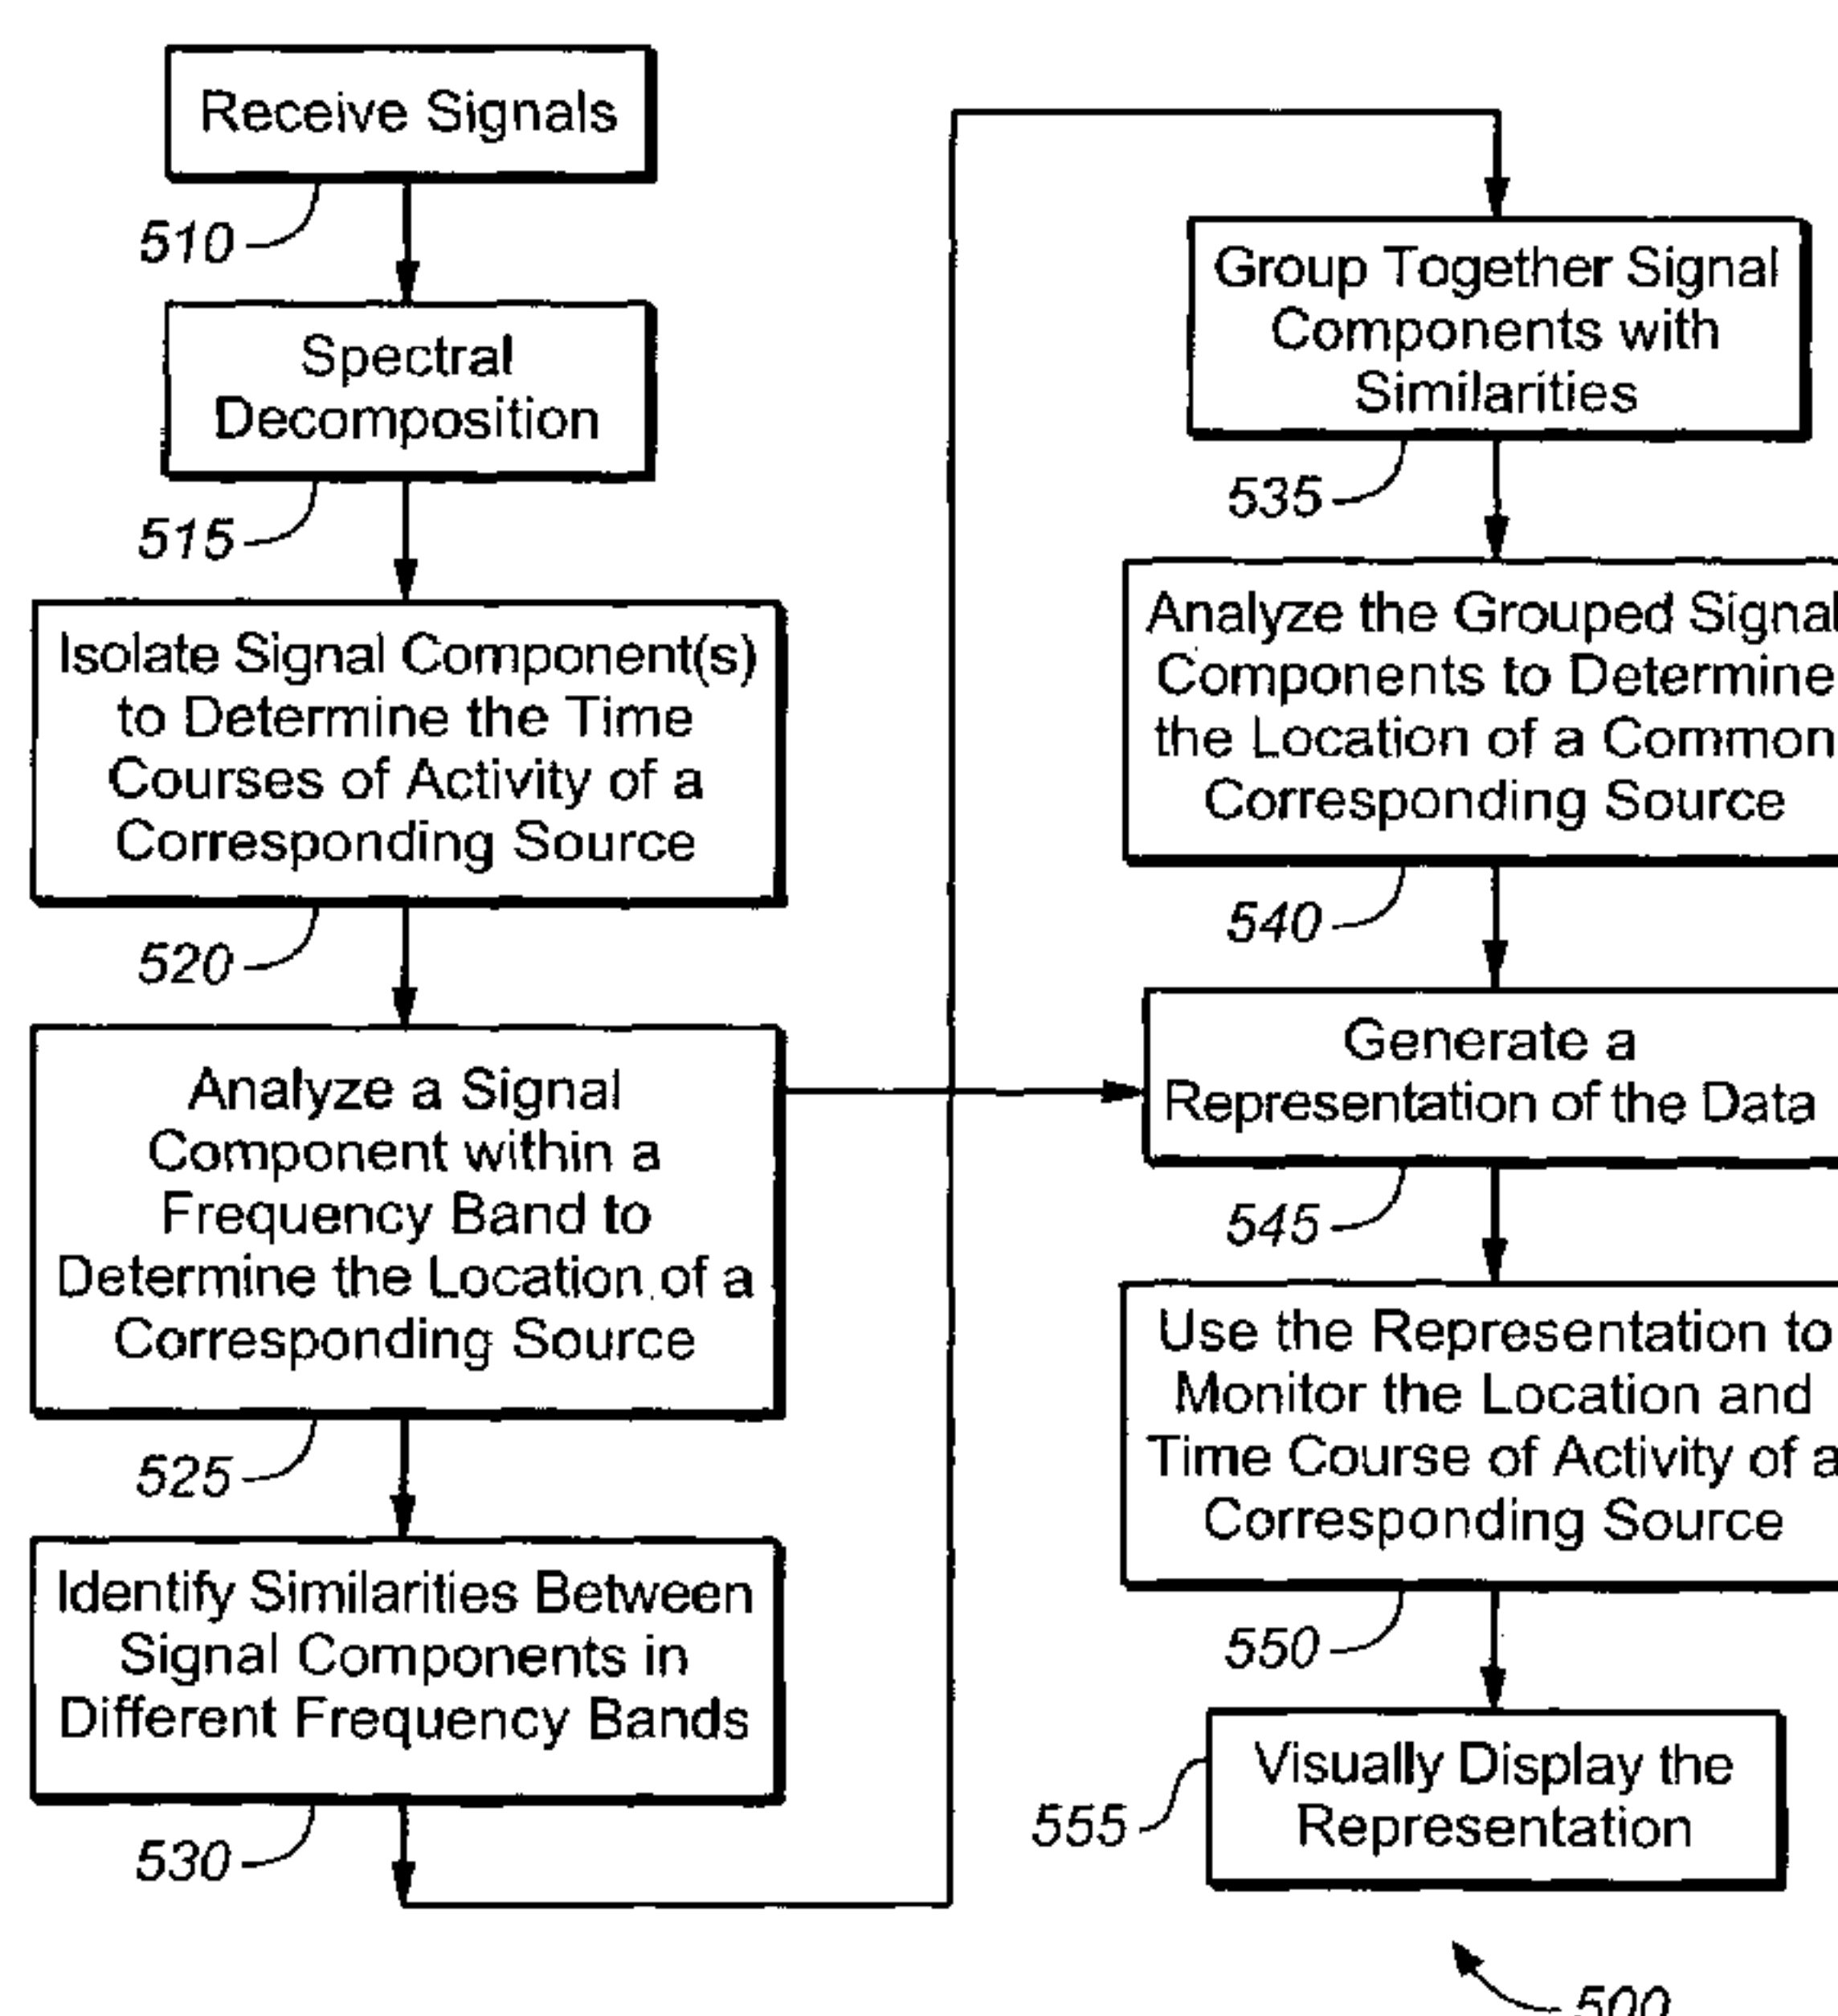 Receive Signals
510
Spectral
Decomposition
515
Isolate Signal Component(s)
to Determine the Time
Courses of Activity of a
Corresponding Source
520
Analyze a Signal
Component within a
Frequency Band to
Determine the Location of a
Corresponding Source
525
Identify Similarities Between
Signal Components in
Different Frequency Bands
530
Group Together Signal
Components with
Similarities
535
Analyze the Grouped Signal
Components to Determine
the Location of a Common
Corresponding Source
540
Generate a
Representation of the Data
545
Use the Representation to
Monitor the Location and
Time Course of Activity of a
Corresponding Source
550
Visually Display the
Representation
555
500